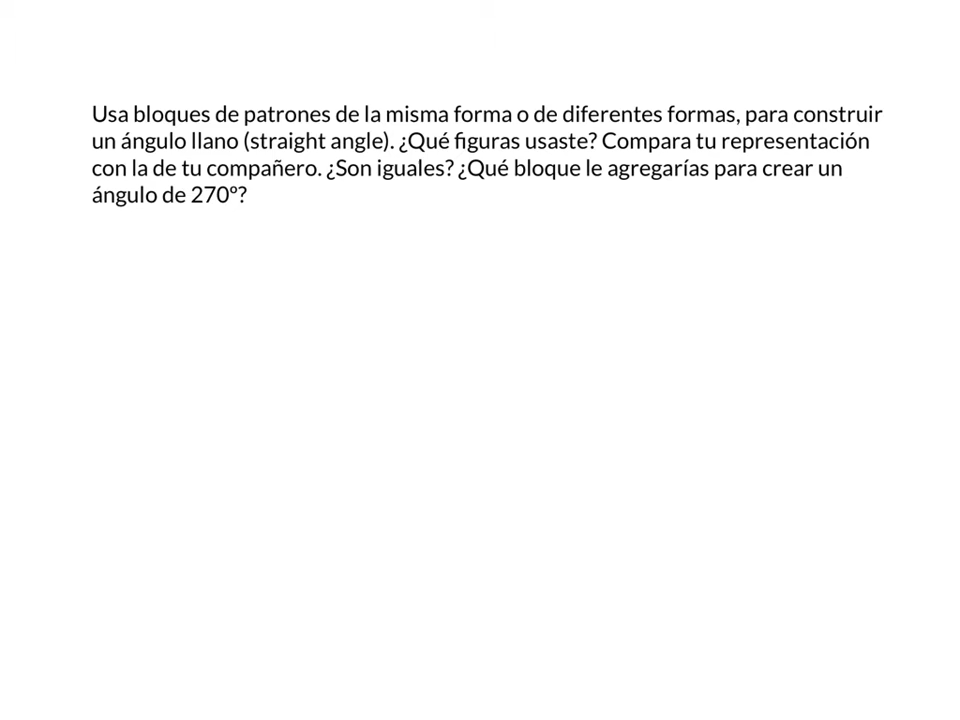 Usa bloques de patrones de la misma forma o de diferentes formas, para construir
un ángulo llano (straight angle). ¿Qué figuras usaste? Compara tu representación
con la de tu compañero. ¿Son iguales? ¿Qué bloque le agregarías para crear un
ángulo de 270º?